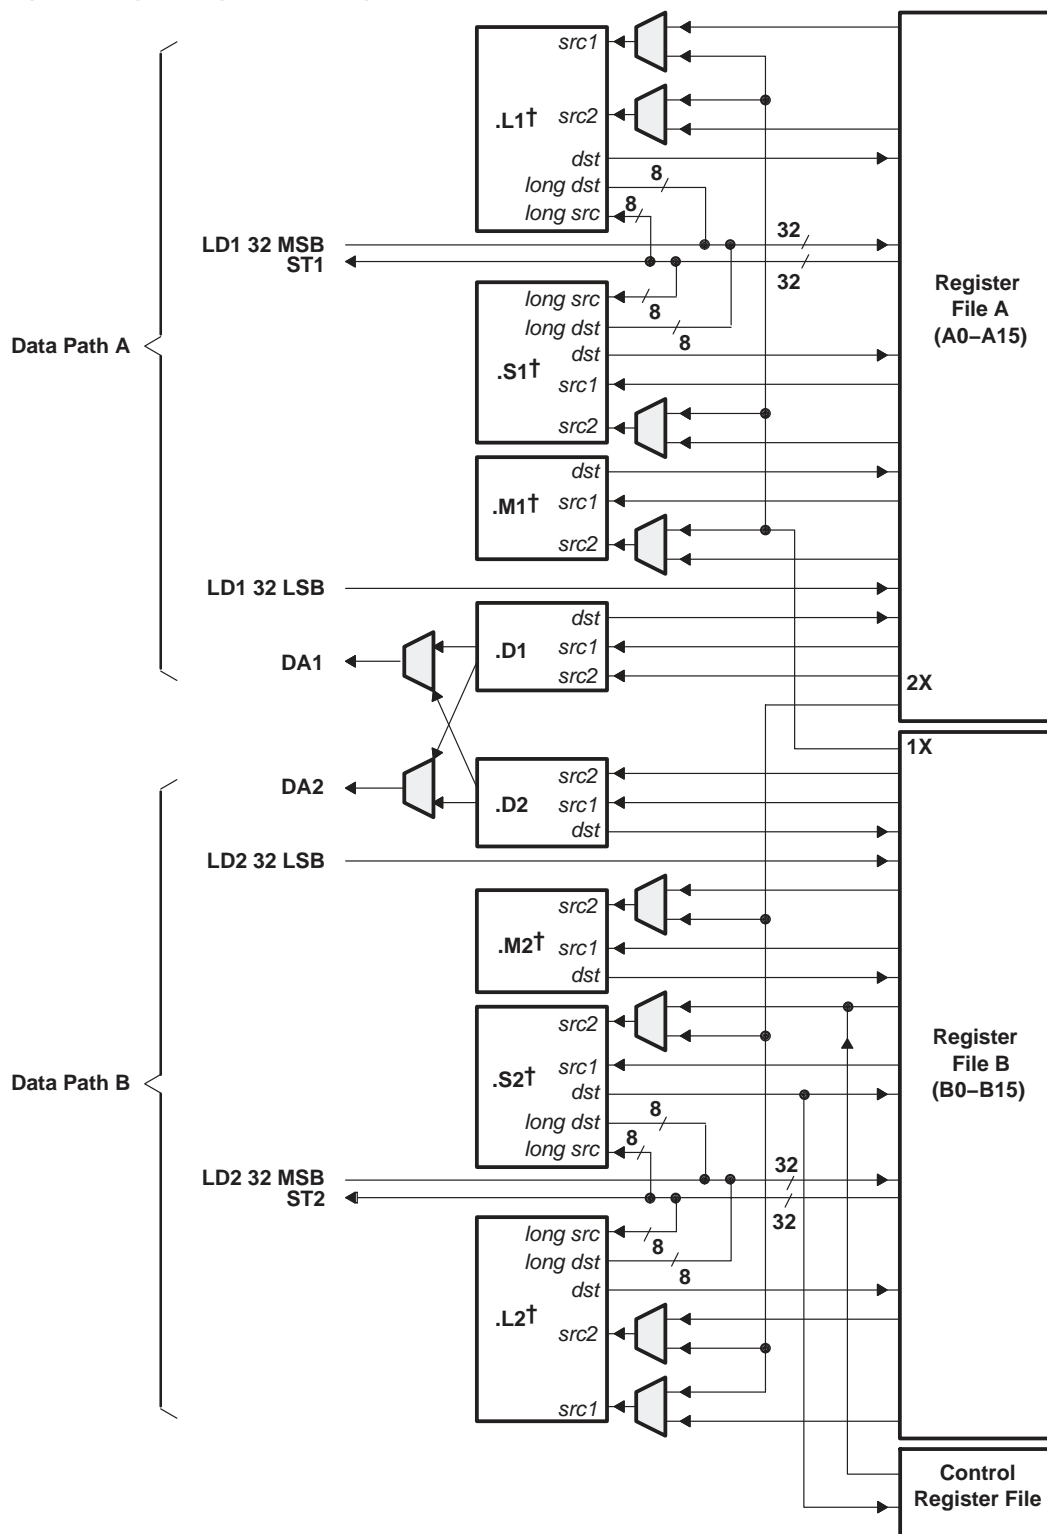 src1
.L1†
src2
dst
8
long dst
8
long src
LD1 32 MSB
32
ST1
32
Register
File A
(A0–A15)
long src
8
long dst
8
Data Path A
dst
.S1†
src1
src2
dst
.M1†
src1
src2
LD1 32 LSB
dst
.D1
src1
DA1
src2
2X
1X
DA2
src2
.D2
src1
dst
LD2 32 LSB
src2
.M2†
src1
dst
src2
Register
File B
(B0–B15)
src1
.S2†
Data Path B
dst
8
long dst
8
long src
LD2 32 MSB
32
ST2
32
long src
8
long dst
8
dst
.L2†
src2
src1
Control
Register File